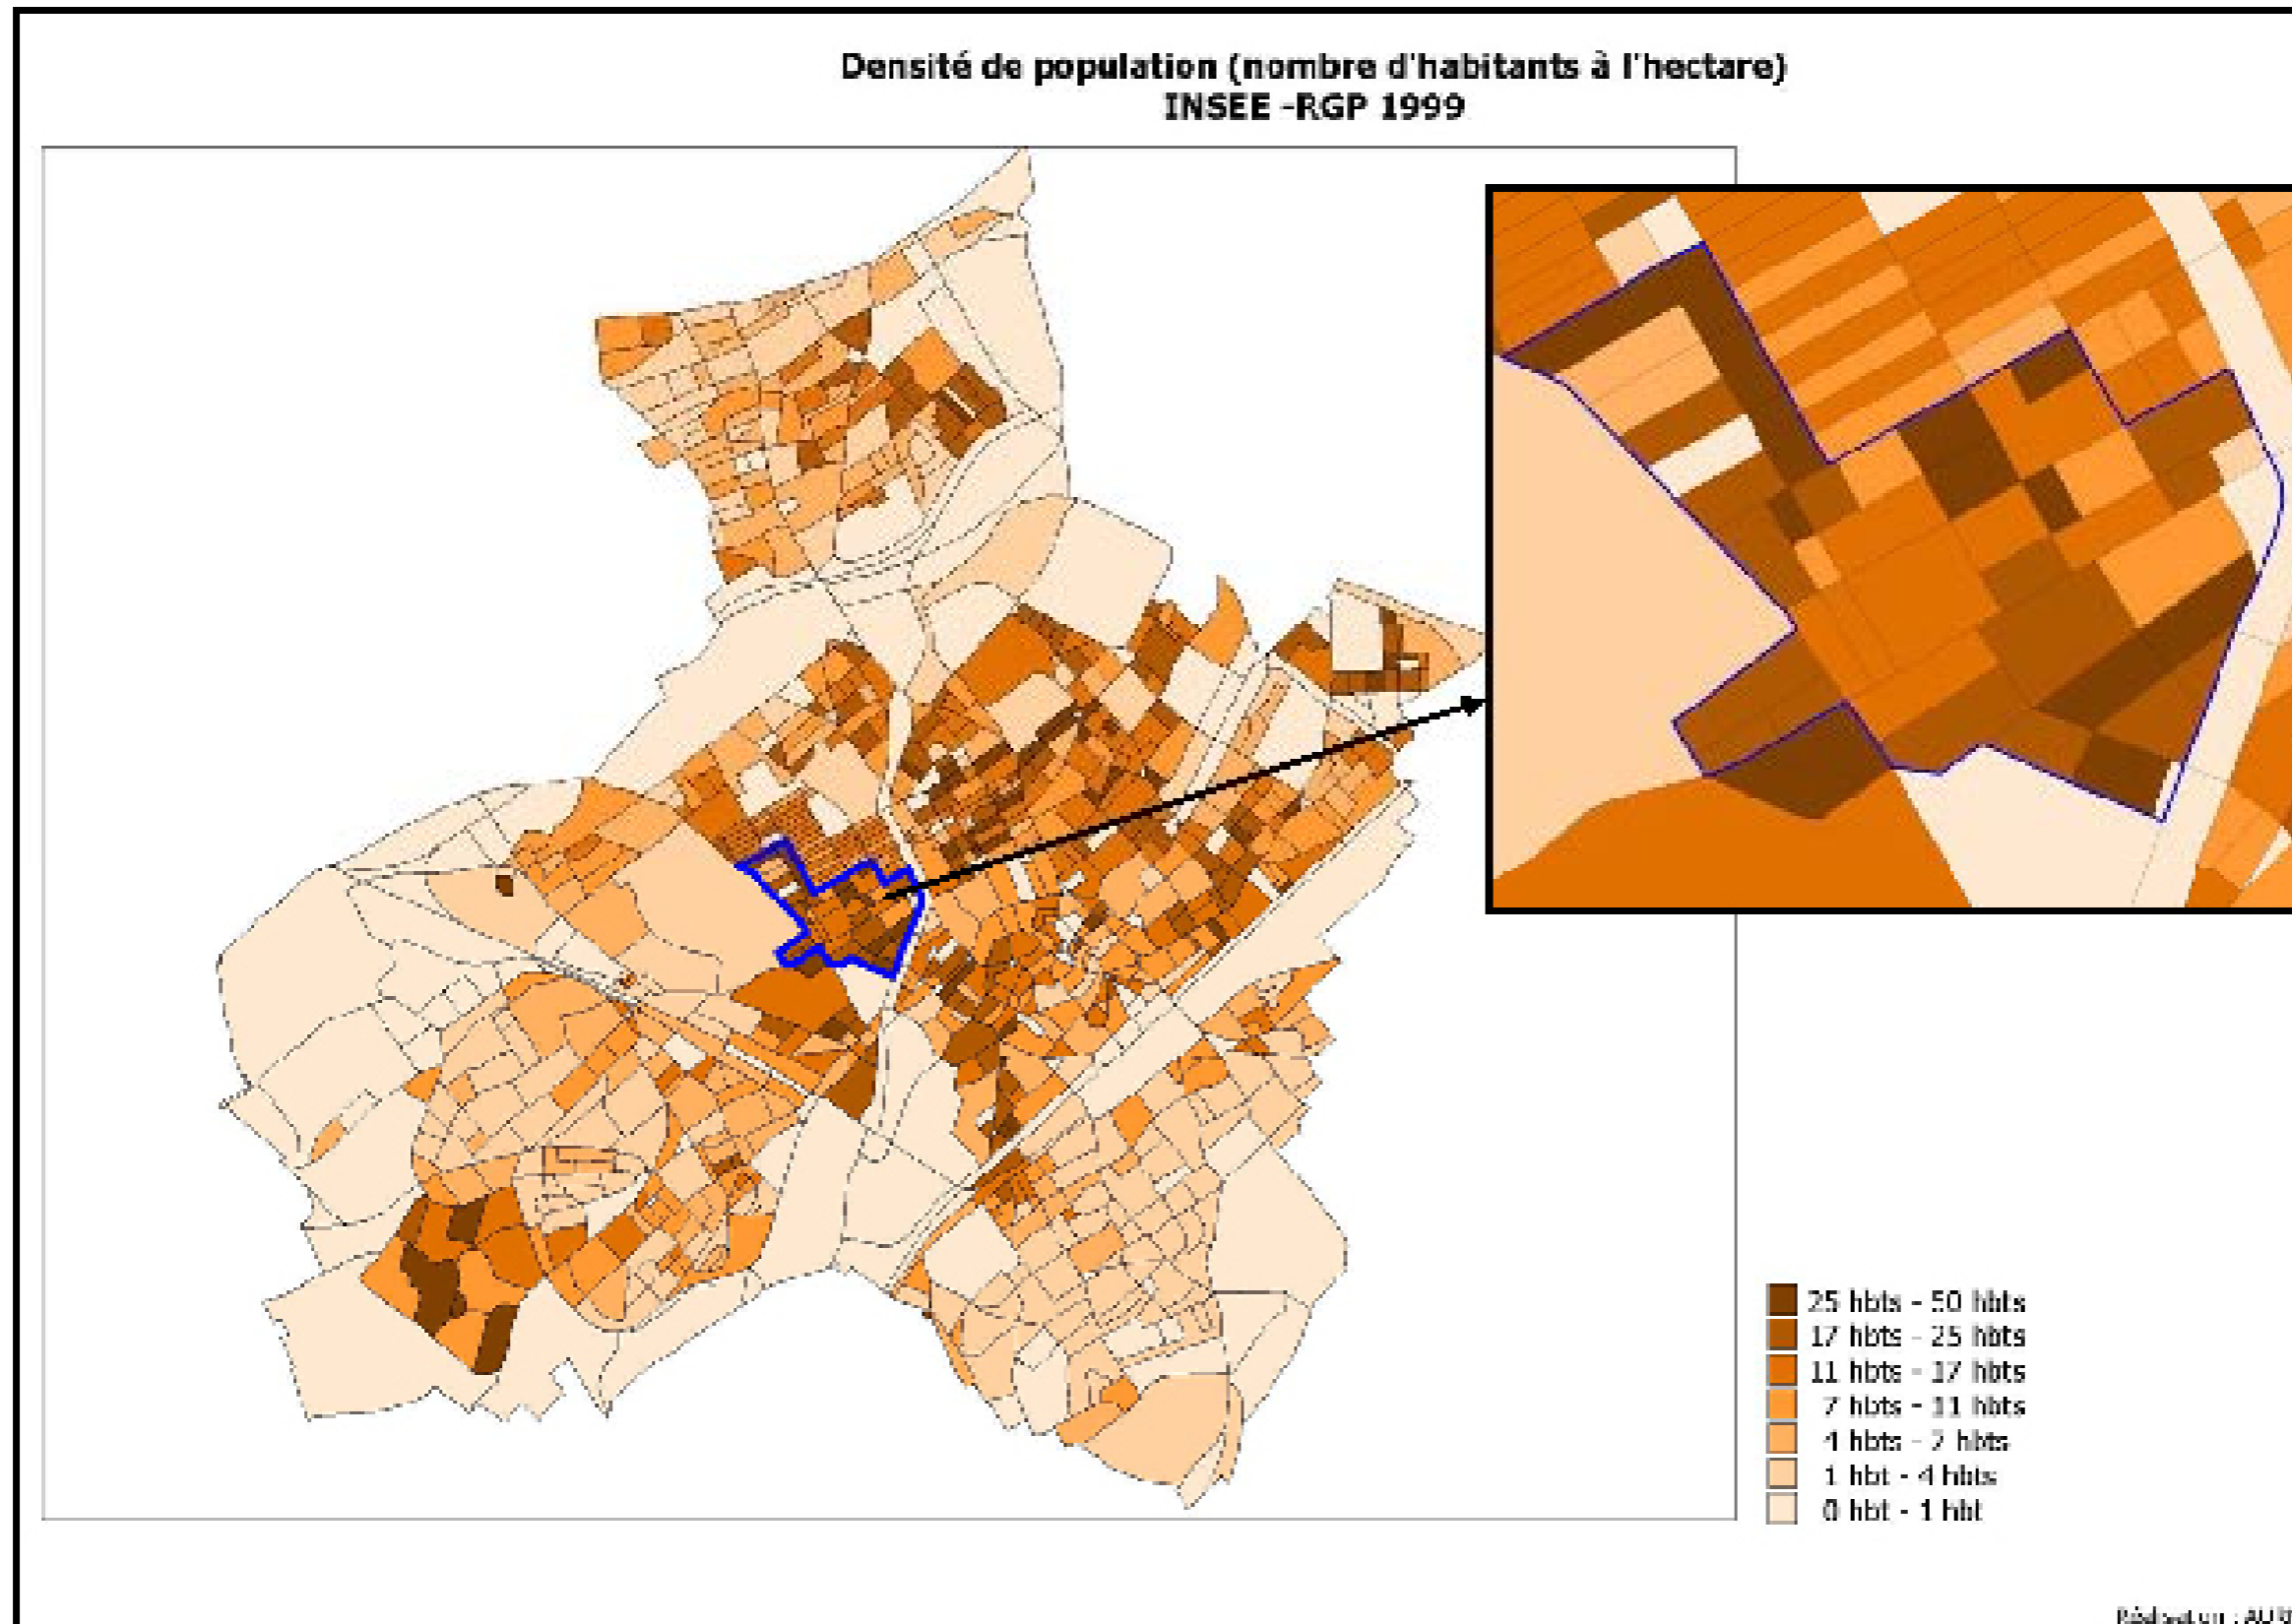 Densité de population (nombre d'habitants à l'hectare)
INSEE -RGP 1999
25 hbts - 50 hbts
17 hbts - 25 hbts
11 hbts - 17 hbts
7 hbts - 11 hbts
4 hbts - 7 hbts
1 hbt - 4 hbts
0 hbt - 1 hbt
Réalisation :